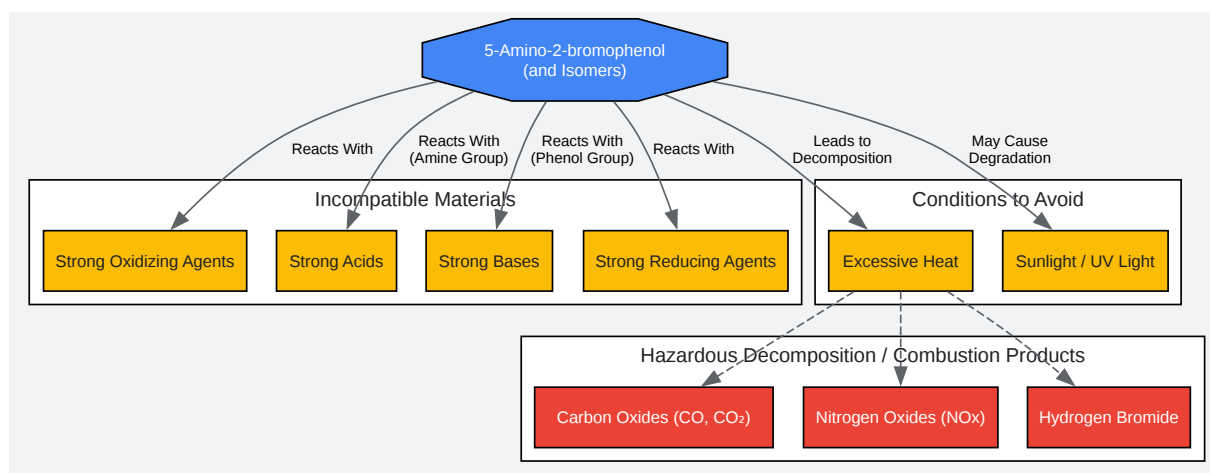 5-Amino-2-bromophenol
(and Isomers)
Reacts With
Reacts With
(Amine Group)
Reacts With
(Phenol Group)
Reacts With
Leads to
Decomposition
May Cause
Degradation
Incompatible Materials
Conditions to Avoid
Strong Oxidizing Agents
Strong Acids
Strong Bases
Strong Reducing Agents
Excessive Heat
Sunlight / UV Light
Hazardous Decomposition / Combustion Products
Carbon Oxides (CO, CO₂)
Nitrogen Oxides (NOx)
Hydrogen Bromide